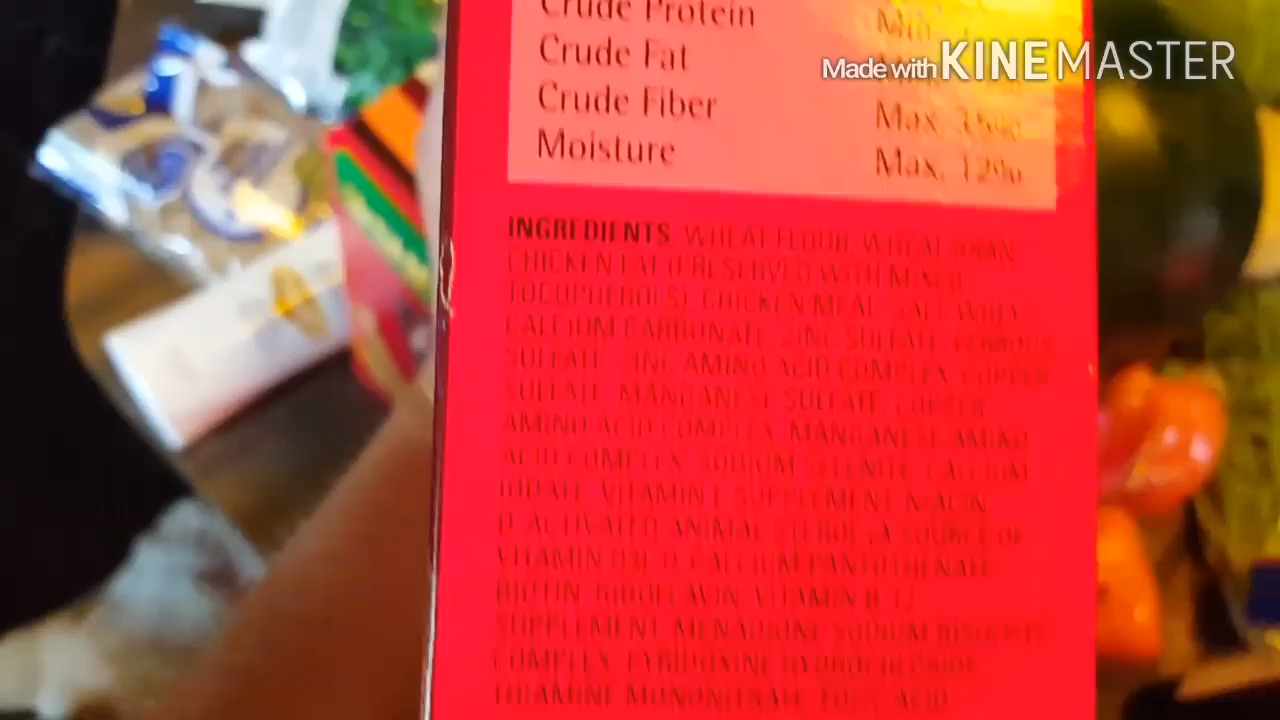 Crude Protein Min.
Made with KINEMASTER
Crude Fat
Crude Fiber Max.
Moisture Max. 12%
INGREDIENTS WHEAT FLOUR, WHEAT BRAN,
CHICKEN FAT (PRESERVED WITH MIXED
TOCOPHEROLS), CHICKEN MEAL, SALT, WHEY,
CALCIUM CARBONATE, ZINC SULFATE, FERROUS
SULFATE, ZINC AMINO ACID COMPLEX, COPPER
SULFATE, MANGANESE SULFATE, COPPER
AMINO ACID COMPLEX, MANGANESE AMINO
ACID COMPLEX, SODIUM SELENITE, CALCIUM
IODATE, VITAMIN E SUPPLEMENT, NIACIN,
D-ACTIVATED ANIMAL STEROL (A SOURCE OF
VITAMIN D3), D-CALCIUM PANTOTHENATE,
BIOTIN, RIBOFLAVIN, VITAMIN B-12
SUPPLEMENT, MENADIONE SODIUM BISULFITE
COMPLEX, PYRIDOXINE HYDROCHLORIDE,
THIAMINE MONONITRATE, FOLIC ACID